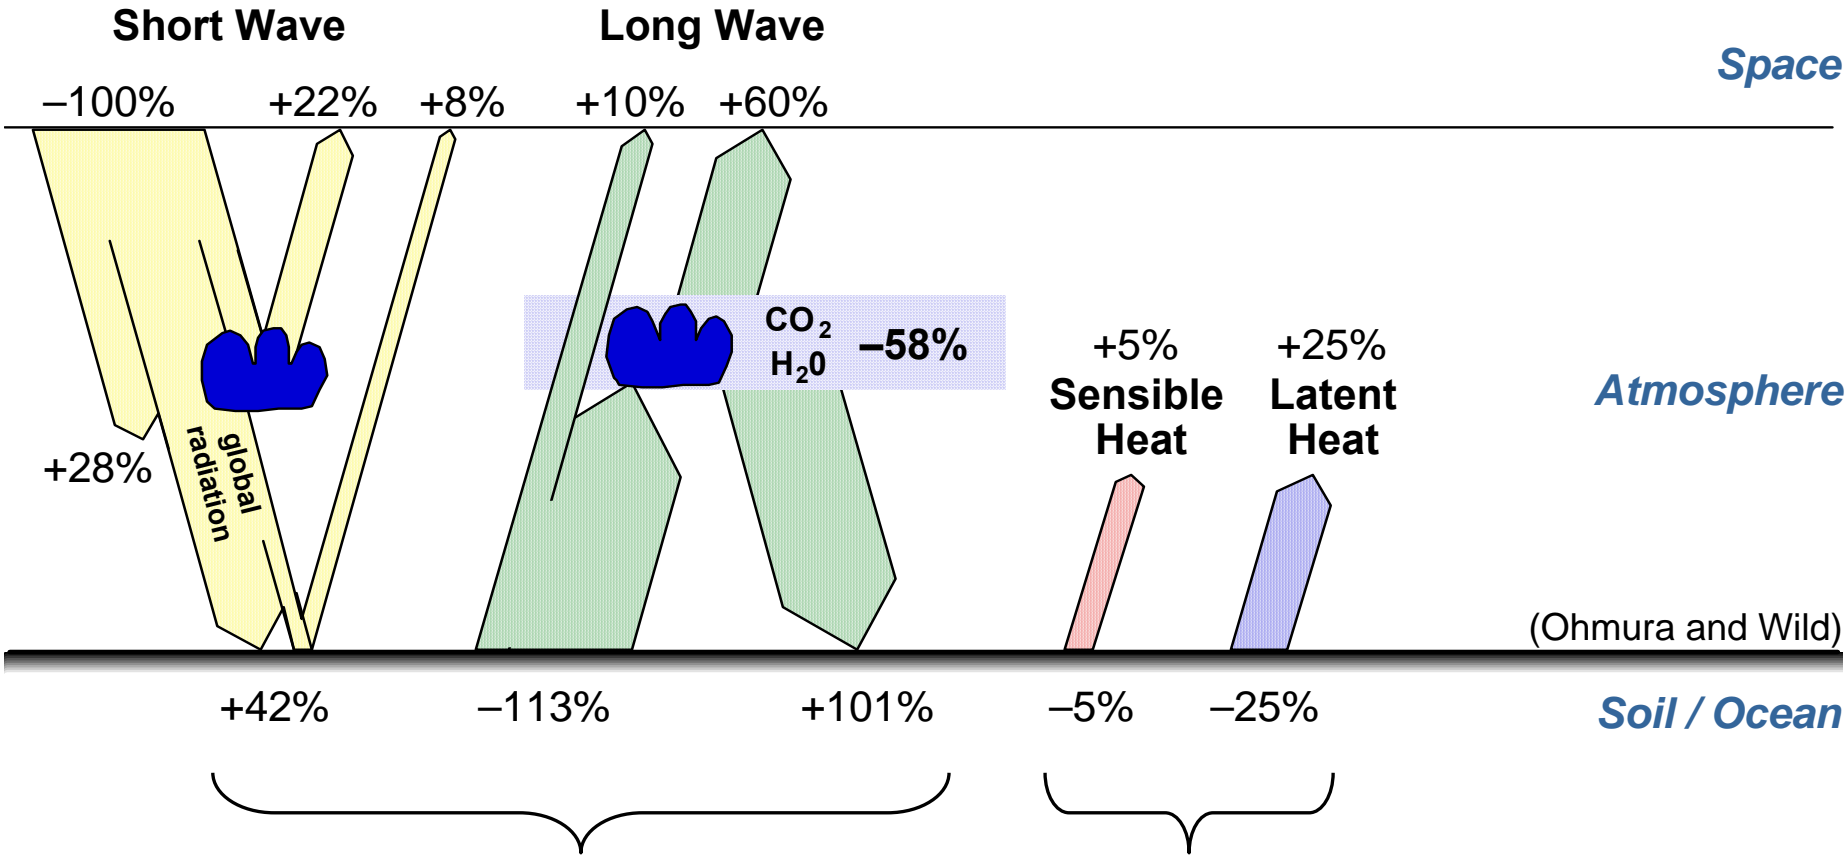 Short Wave
Long Wave
Space
–100%
+22%
+8%
+10%
+60%
CO2
H20
–58%
+5%
+25%
Sensible
Heat
Latent
Heat
Atmosphere
+28%
global
radiation
(Ohmura and Wild)
+42%
–113%
+101%
–5%
–25%
Soil / Ocean